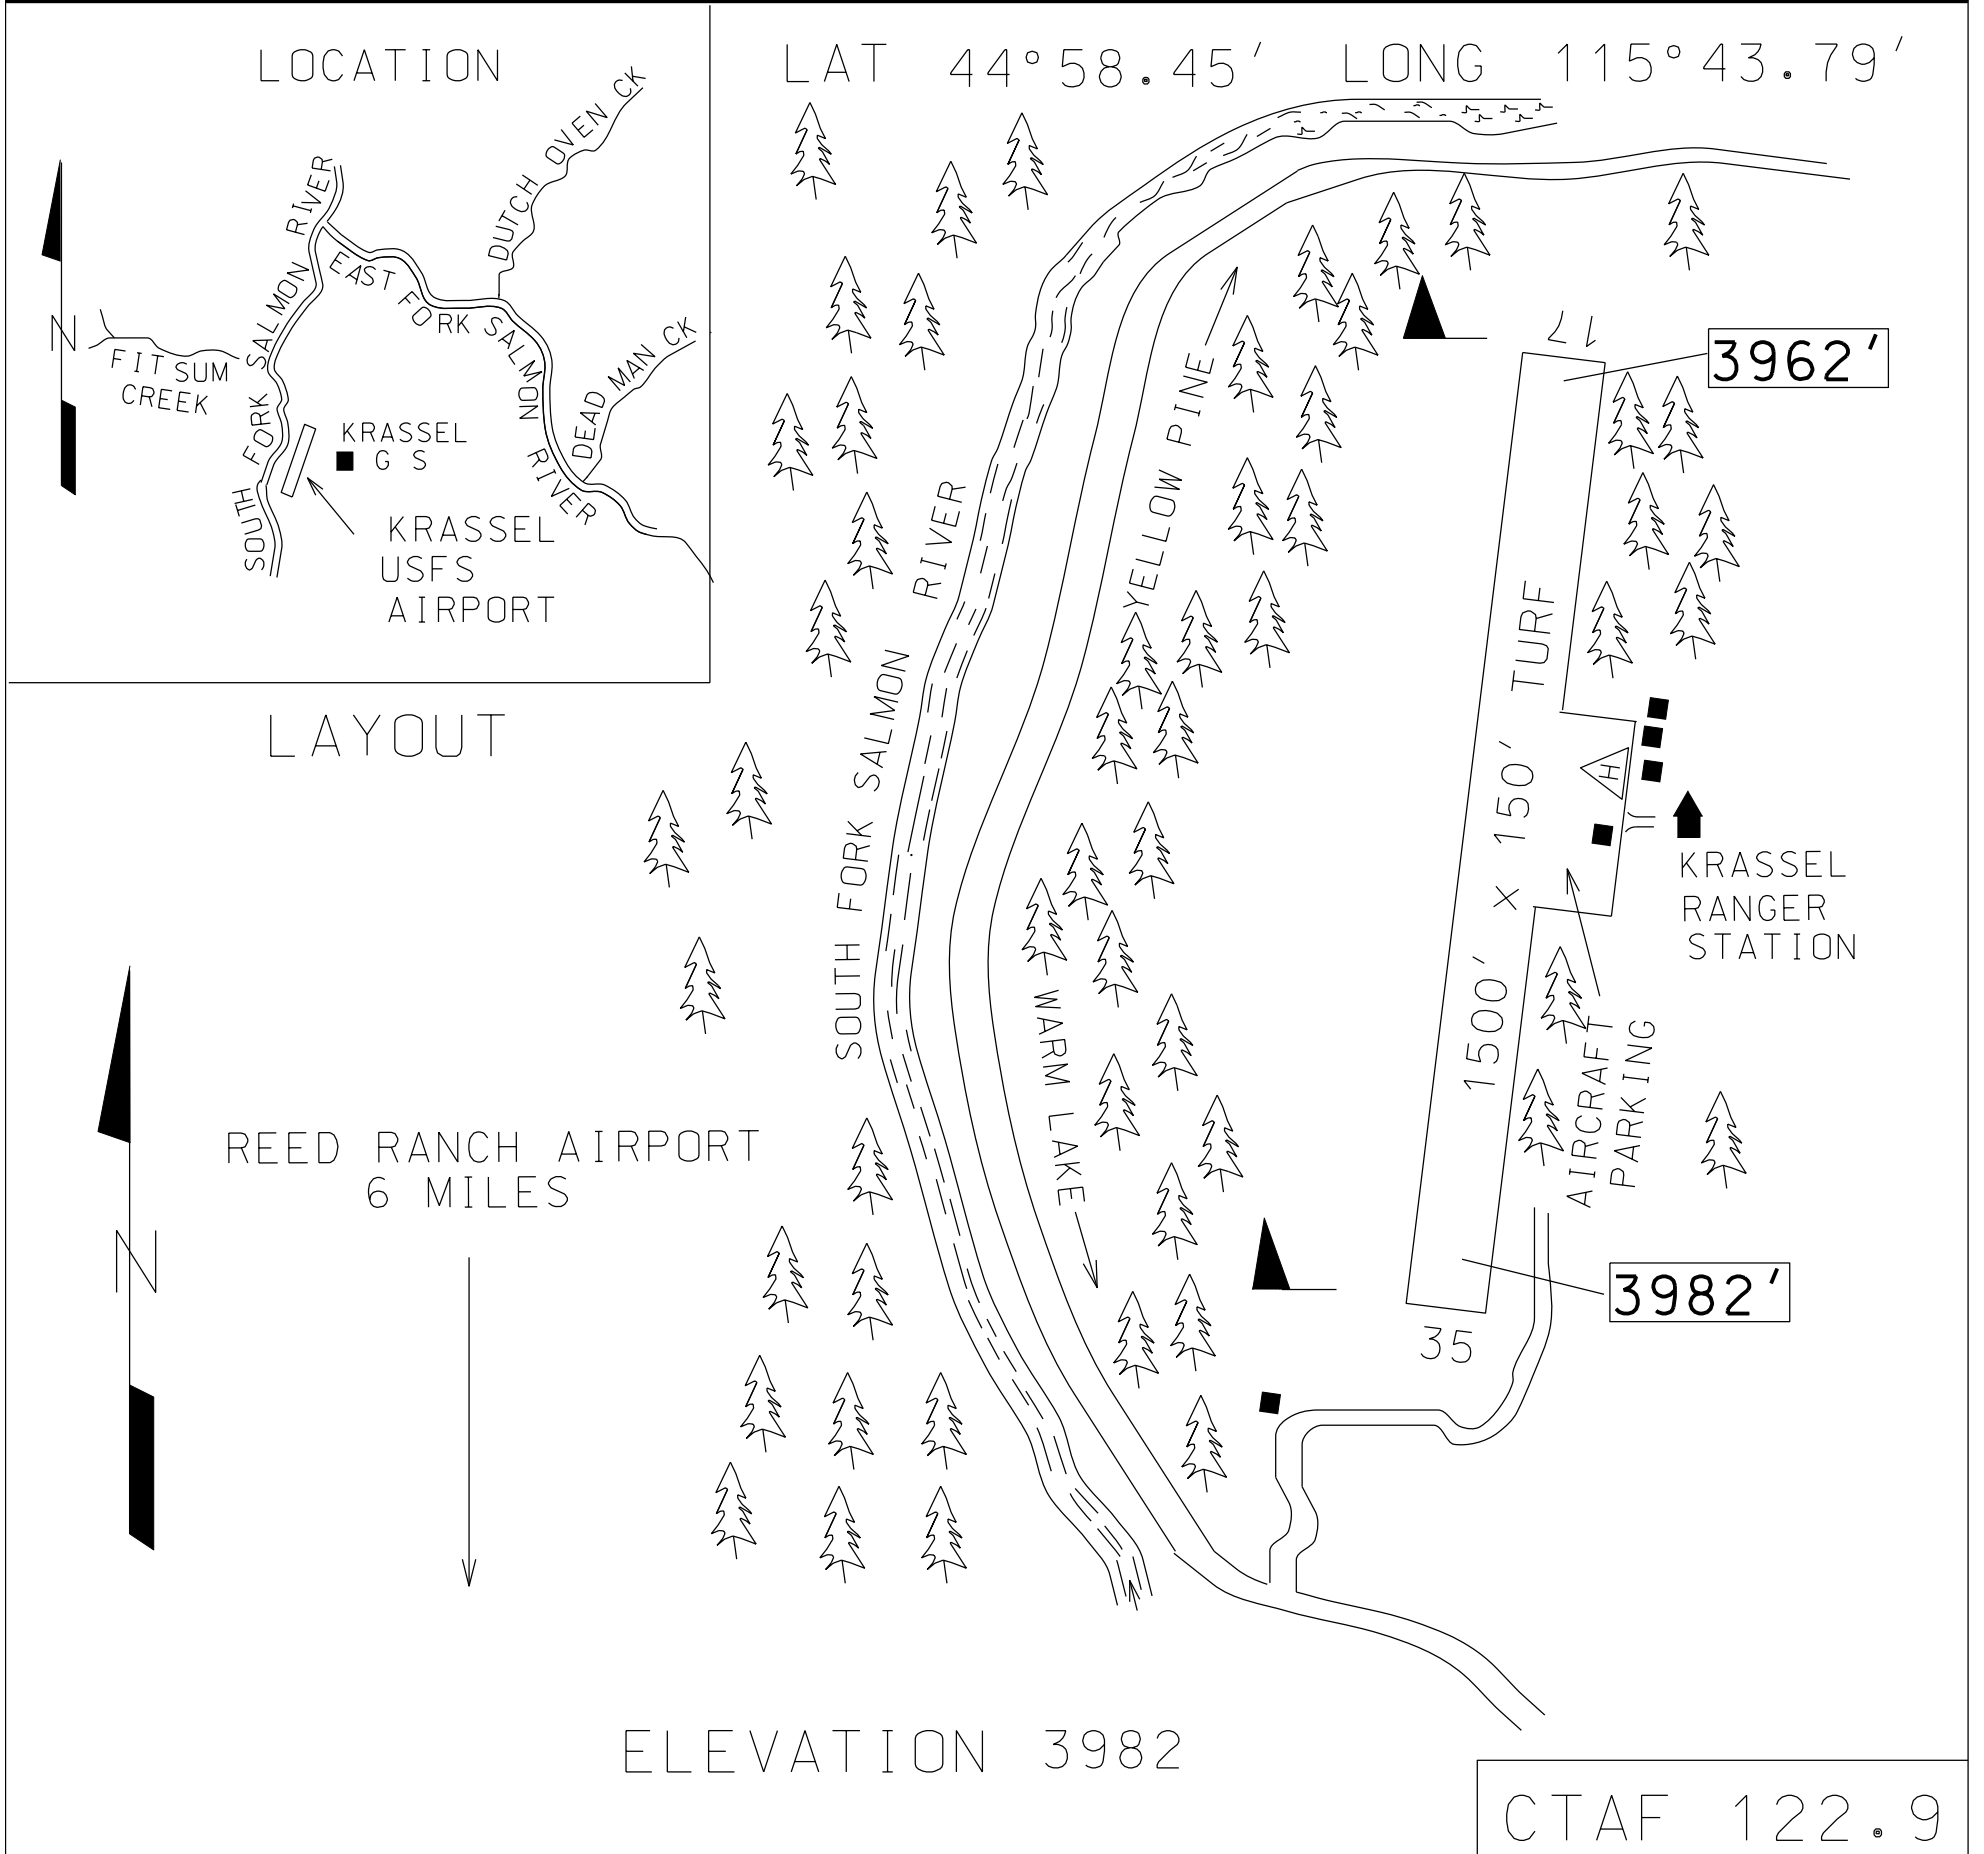 LOCATION
LAT 44°58.45′ LONG 115°43.79′
DUTCH OVEN CK
SOUTH FORK SALMON RIVER
EAST FORK SALMON RIVER
DEAD MAN CK
N
FIT SUM
CREEK
KRASSEL
G S
KRASSEL
USFS
AIRPORT
LAYOUT
17
3962′
YELLOW PINE
SOUTH FORK SALMON RIVER
1500′ X 150′ TURF
H
KRASSEL
RANGER
STATION
WARM LAKE
AIRCRAFT
PARKING
REED RANCH AIRPORT
6 MILES
N
3982′
35
ELEVATION 3982
CTAF 122.9